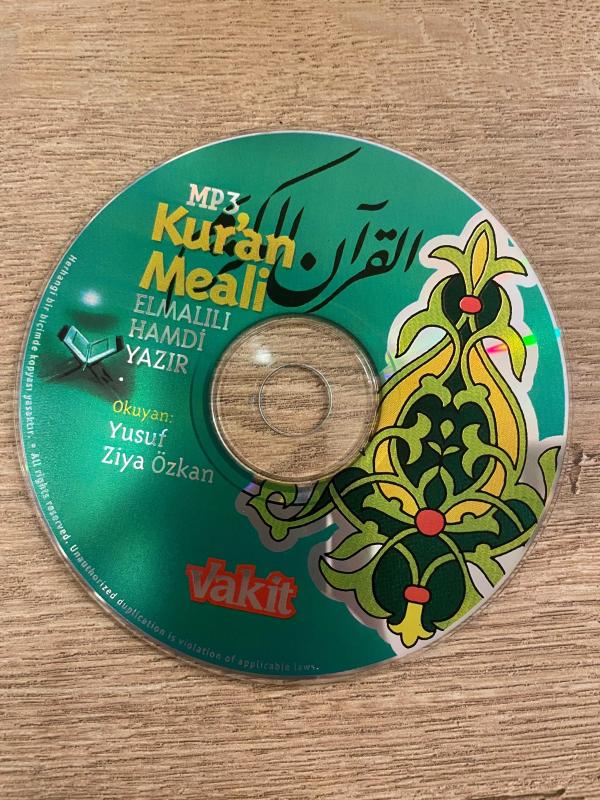 MP3
القرآن الكريم
Kur'an
Meali
ELMALILI
HAMDİ
YAZIR
Okuyan:
Yusuf
Ziya Özkan
Vakit
Herhangi bir biçimde kopyası yasaktır. • All rights reserved. Unauthorized duplication is violation of applicable laws.